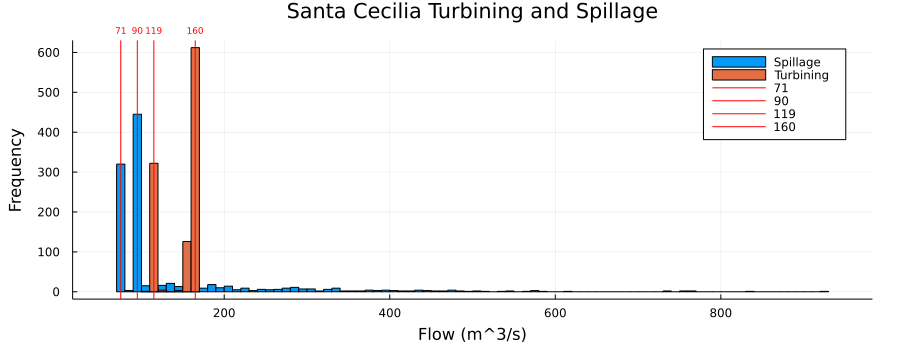 Santa Cecilia Turbining and Spillage
71 90 119 160
600
500
400
300
200
100
0
Frequency
Spillage
Turbining
71
90
119
160
200 400 600 800
Flow (m^3/s)